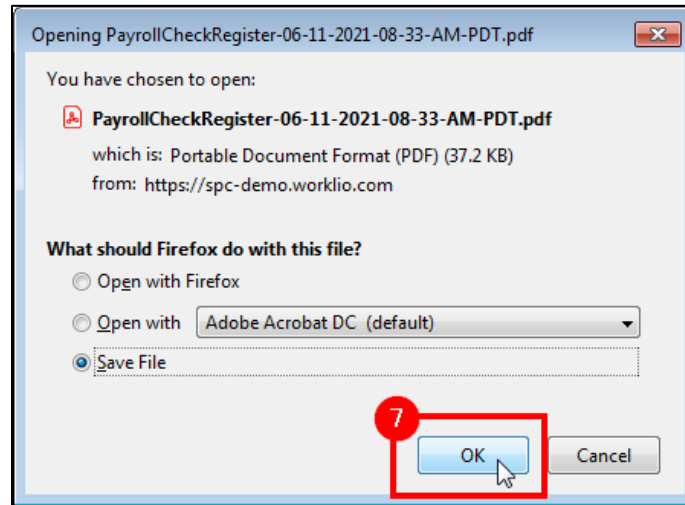 Opening PayrollCheckRegister-06-11-2021-08-33-AM-PDT.pdf
You have chosen to open:
PayrollCheckRegister-06-11-2021-08-33-AM-PDT.pdf
which is: Portable Document Format (PDF) (37.2 KB)
from: https://spc-demo.worklio.com
What should Firefox do with this file?
Open with Firefox
Open with Adobe Acrobat DC (default)
Save File
7
OK Cancel